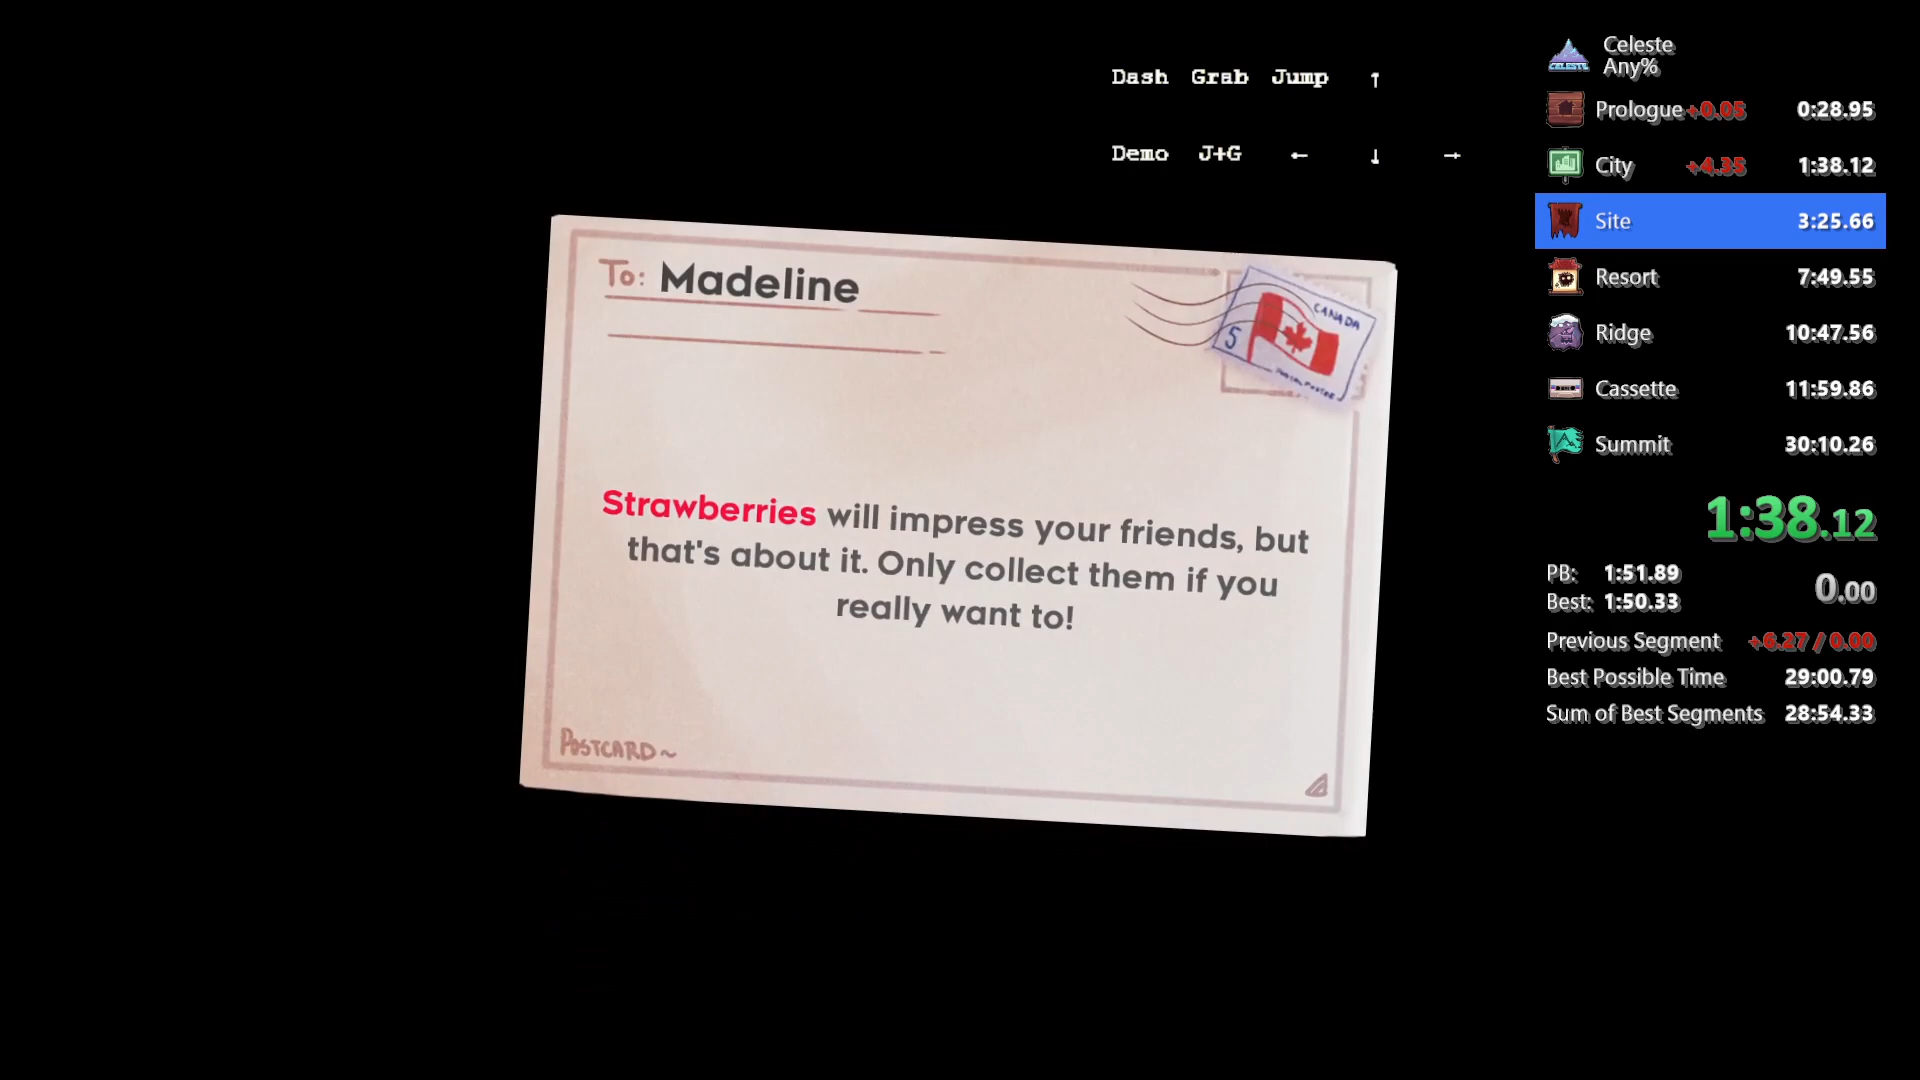 Dash Grab Jump ↑
Demo J+G ← ↓ →
To: Madeline
CANADA
5
Strawberries will impress your friends, but
that's about it. Only collect them if you
really want to!
POSTCARD~
CELESTE
Celeste
Any%
Prologue +0.05 0:28.95
City +4.35 1:38.12
Site 3:25.66
Resort 7:49.55
Ridge 10:47.56
Cassette 11:59.86
Summit 30:10.26
1:38.12
PB: 1:51.89
Best: 1:50.33
0.00
Previous Segment +6.27 / 0.00
Best Possible Time 29:00.79
Sum of Best Segments 28:54.33